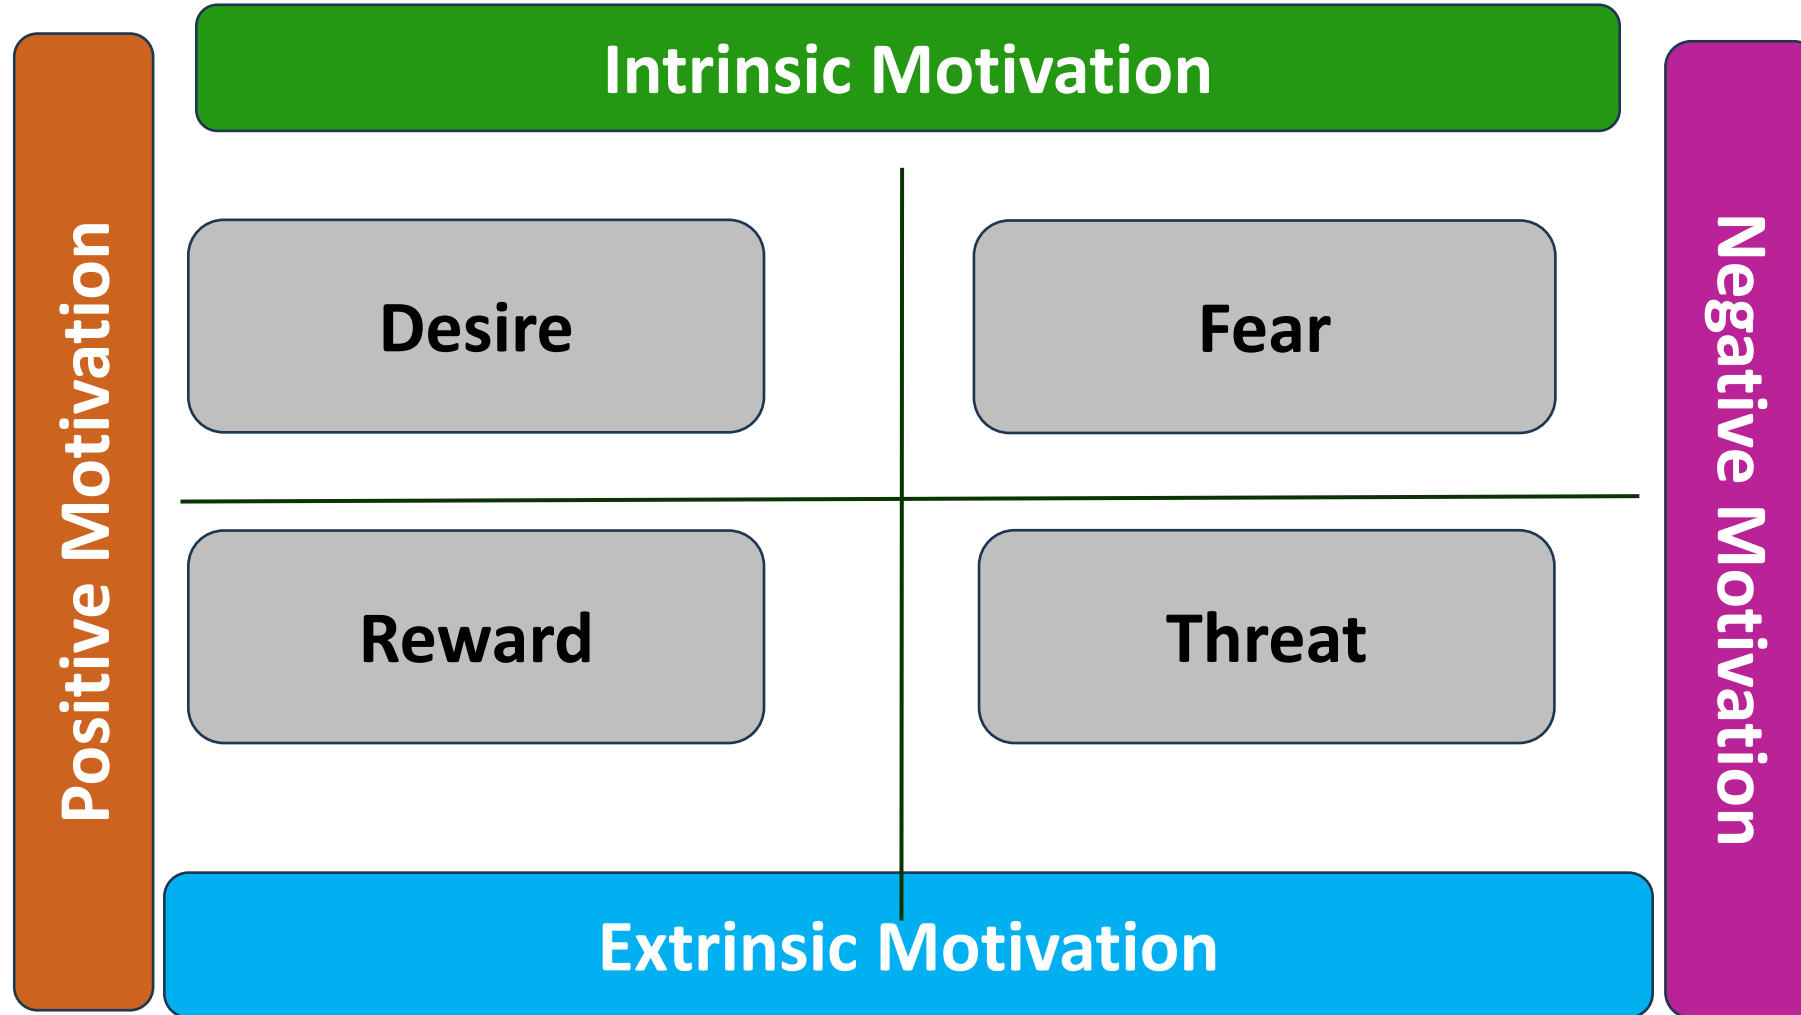 Intrinsic Motivation
Positive Motivation
Negative Motivation
Desire
Fear
Reward
Threat
Extrinsic Motivation